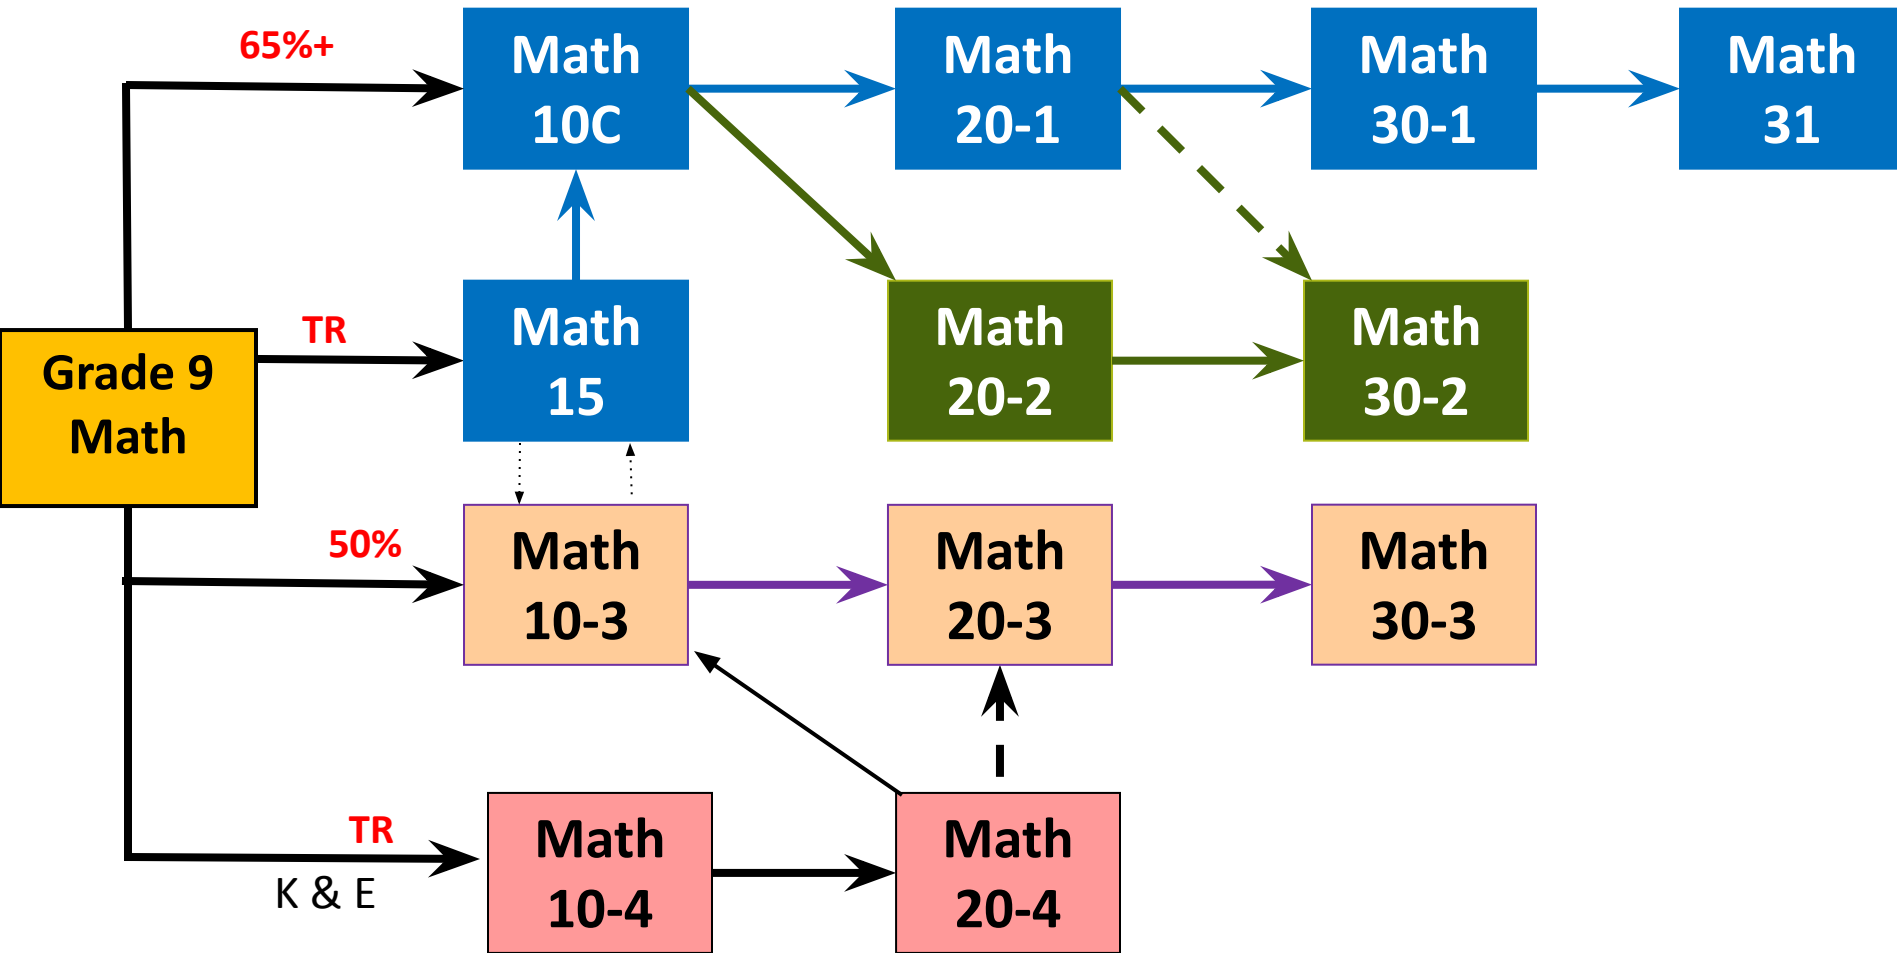 65%+
Math
10C
Math
20-1
Math
30-1
Math
31
TR
Math
15
Math
20-2
Math
30-2
Grade 9
Math
50%
Math
10-3
Math
20-3
Math
30-3
TR
K & E
Math
10-4
Math
20-4